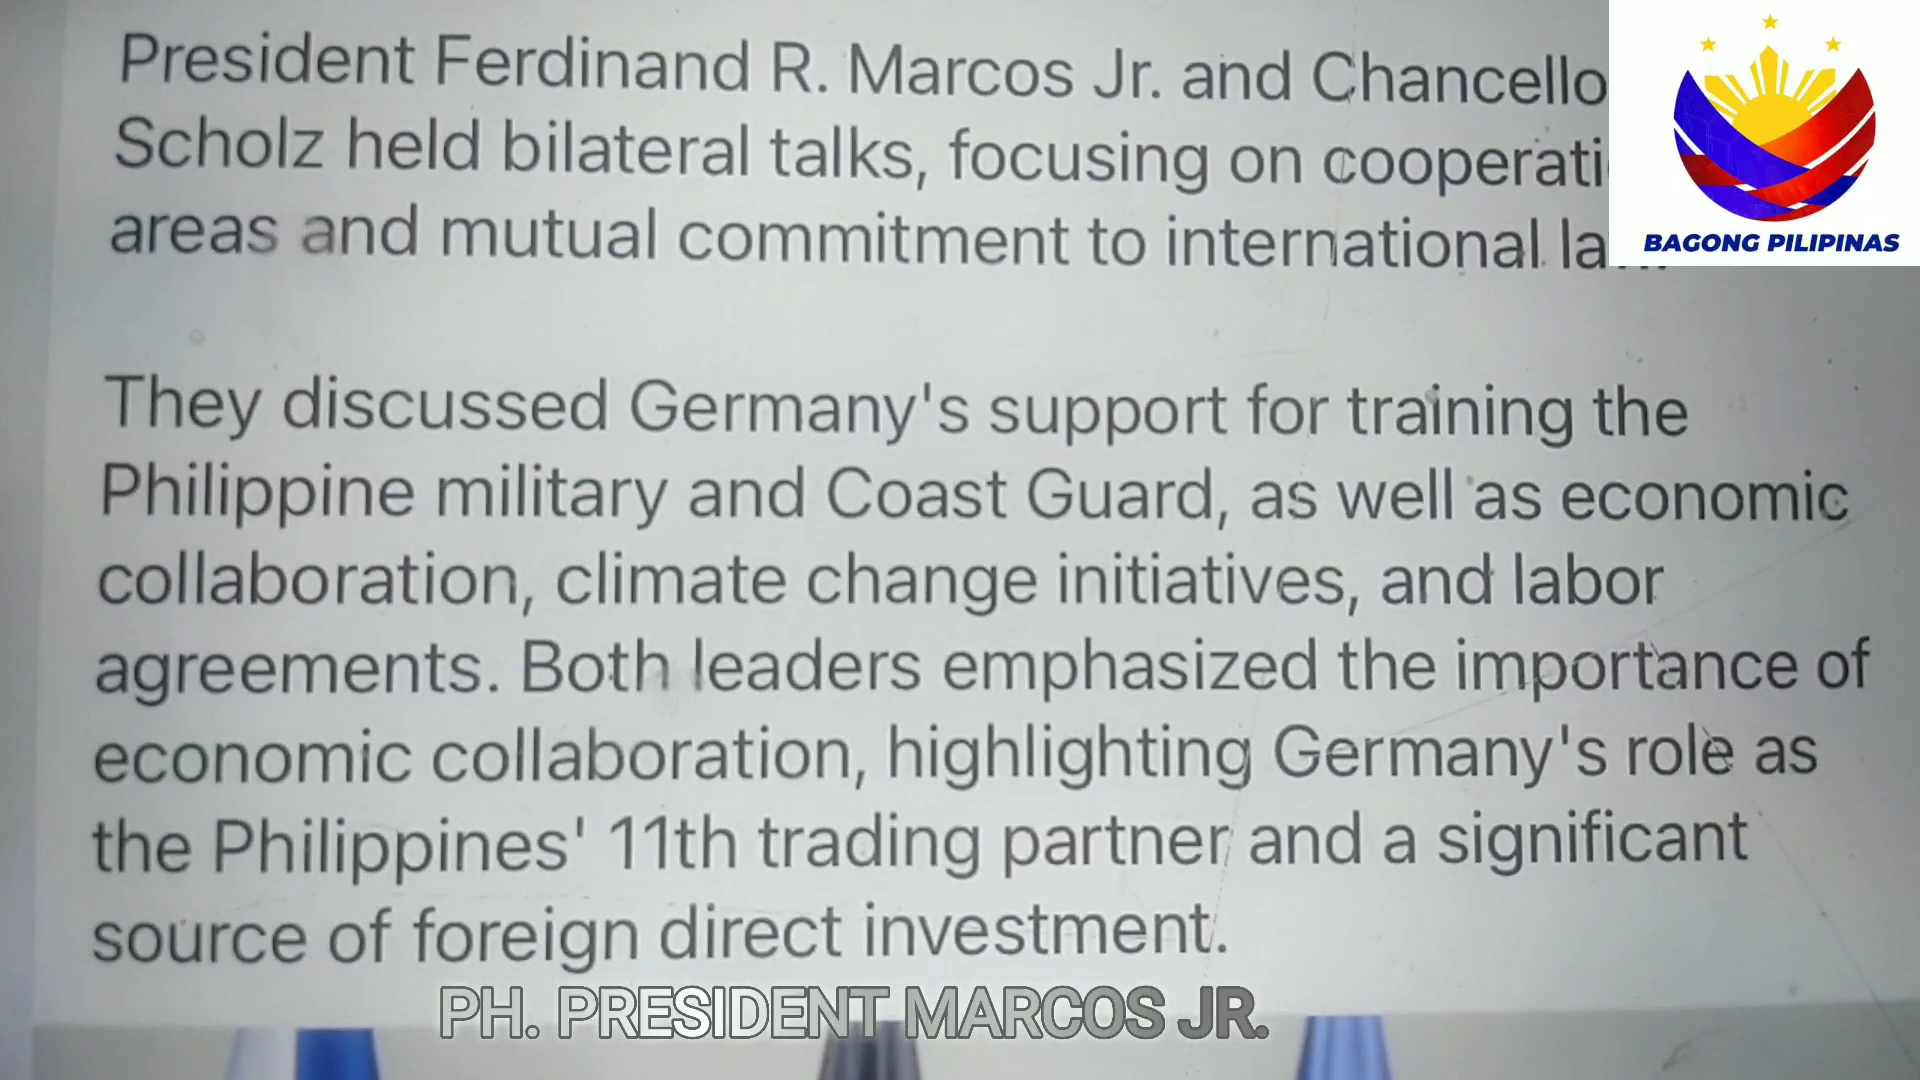 President Ferdinand R. Marcos Jr. and Chancello
Scholz held bilateral talks, focusing on cooperati
areas and mutual commitment to international la
They discussed Germany's support for training the
Philippine military and Coast Guard, as well as economic
collaboration, climate change initiatives, and labor
agreements. Both leaders emphasized the importance of
economic collaboration, highlighting Germany's role as
the Philippines' 11th trading partner and a significant
source of foreign direct investment.
PH. PRESIDENT MARCOS JR.
BAGONG PILIPINAS